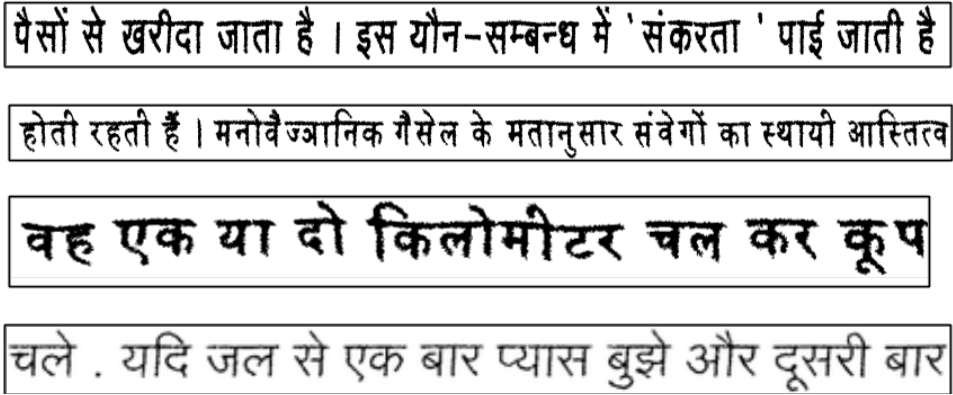 पैसों से खरीदा जाता है । इस यौन-सम्बन्ध में ' संकरता ' पाई जाती है
होती रहती हैं । मनोवैज्ञानिक गैसेल के मतानुसार संवेगों का स्थायी आस्तित्व
वह एक या दो किलोमीटर चल कर कूप
चले . यदि जल से एक बार प्यास बुझे और दूसरी बार